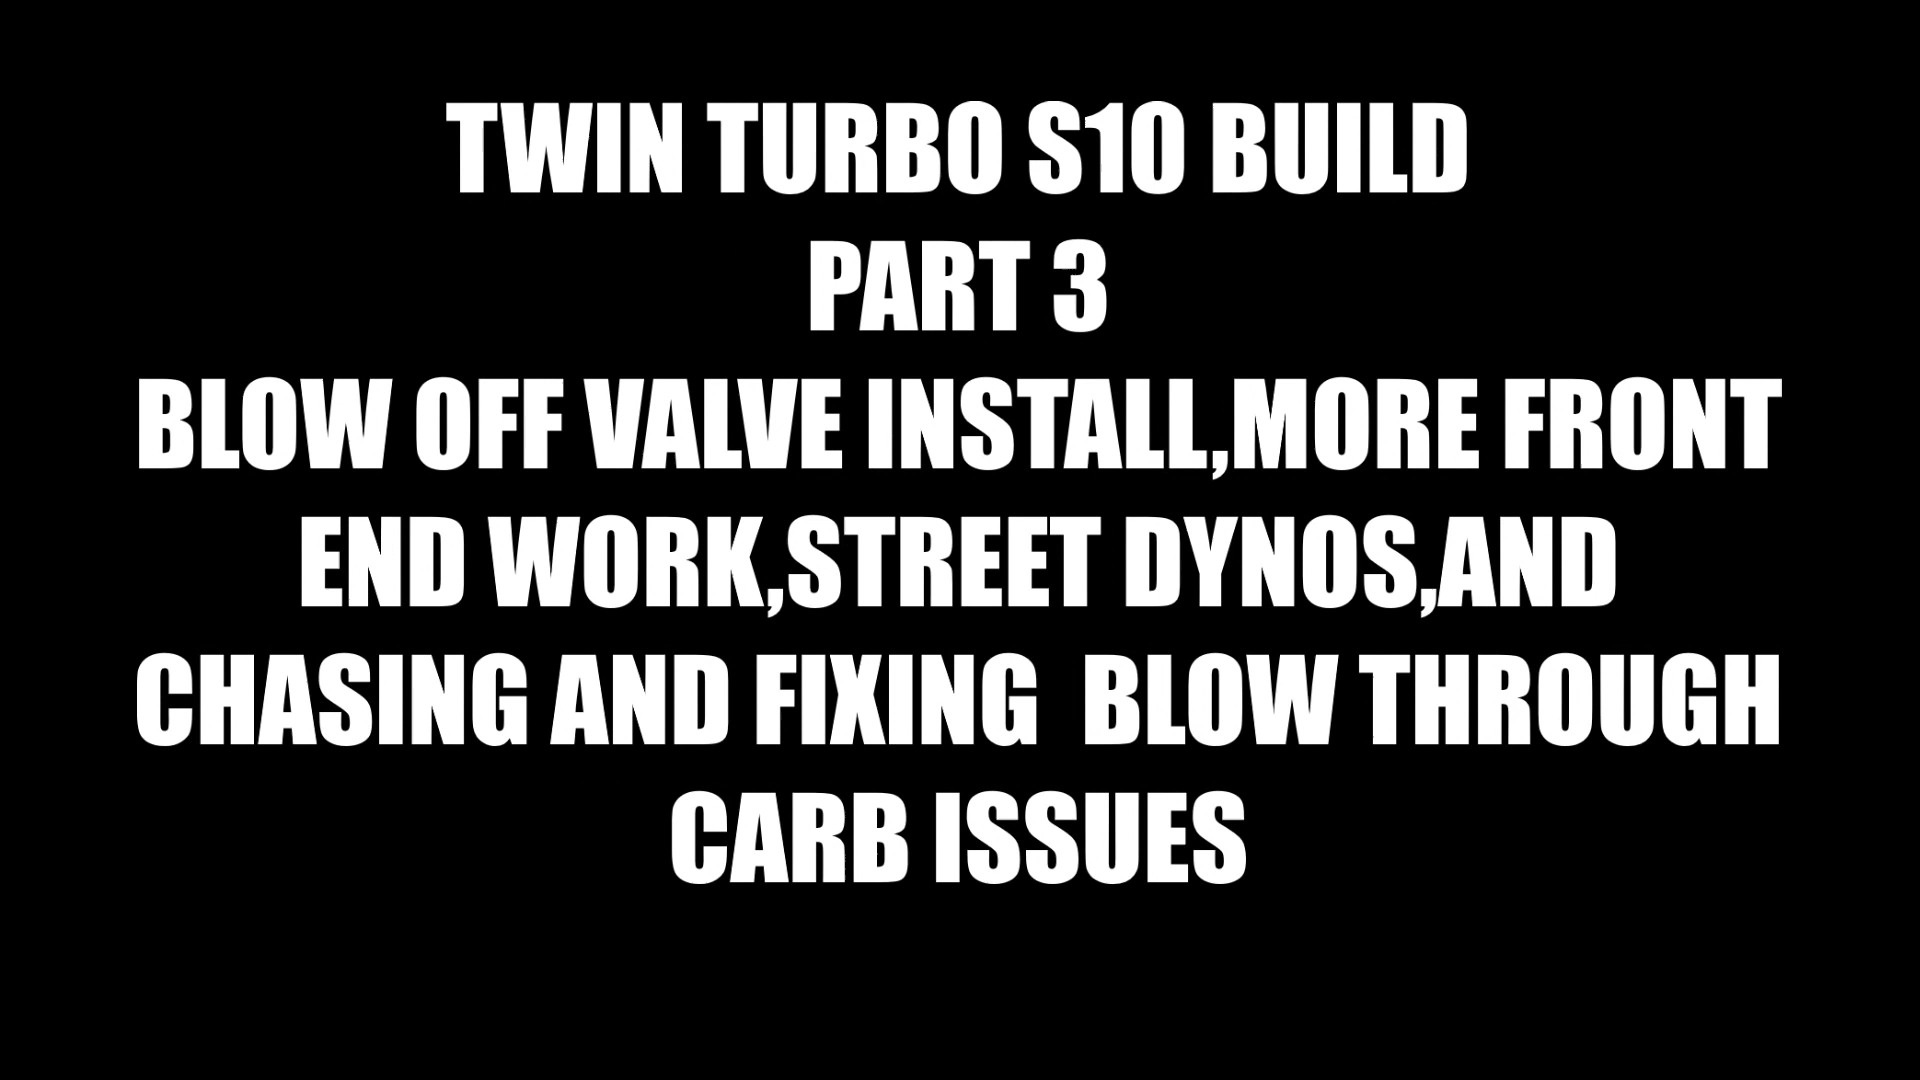 TWIN TURBO S10 BUILD
PART 3
BLOW OFF VALVE INSTALL,MORE FRONT
END WORK,STREET DYNOS,AND
CHASING AND FIXING  BLOW THROUGH
CARB ISSUES